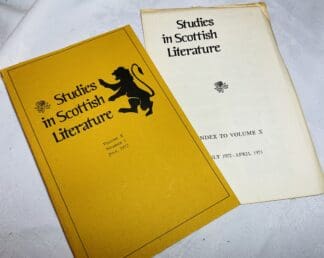 Studies
in Scottish
Literature
Volume X
Number 1
July, 1972
Studies
in Scottish
Literature
INDEX TO VOLUME X
JULY 1972-APRIL 1973